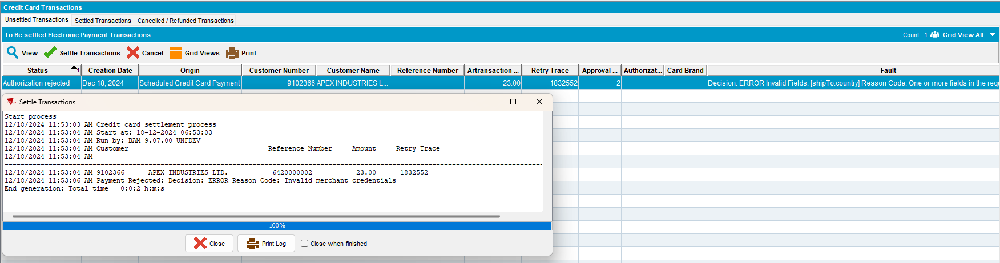 Credit Card Transactions
Unsettled Transactions Settled Transactions Cancelled / Refunded Transactions
To Be settled Electronic Payment Transactions Count : 1 Grid View All
View Settle Transactions Cancel Grid Views Print
Status 1 Creation Date Origin Customer Number Customer Name Reference Number Artransaction ... Retry Trace Approval ... Authorizat... Card Brand Fault
Authorization rejected Dec 18, 2024 Scheduled Credit Card Payment 9102366 APEX INDUSTRIES L... 23.00 1832552 2 Decision: ERROR Invalid Fields: [shipTo.country] Reason Code: One or more fields in the requ
Settle Transactions
Start process
12/18/2024 11:53:03 AM Credit card settlement process
12/18/2024 11:53:04 AM Start at: 18-12-2024 06:53:03
12/18/2024 11:53:04 AM Run by: BAM 9.07.00 UNFDEV
12/18/2024 11:53:04 AM Customer Reference Number Amount Retry Trace
12/18/2024 11:53:04 AM
12/18/2024 11:53:04 AM 9102366 APEX INDUSTRIES LTD. 6420000002 23.00 1832552
12/18/2024 11:53:06 AM Payment Rejected: Decision: ERROR Reason Code: Invalid merchant credentials
End generation: Total time = 0:0:2 h:m:s
100%
Close Print Log Close when finished